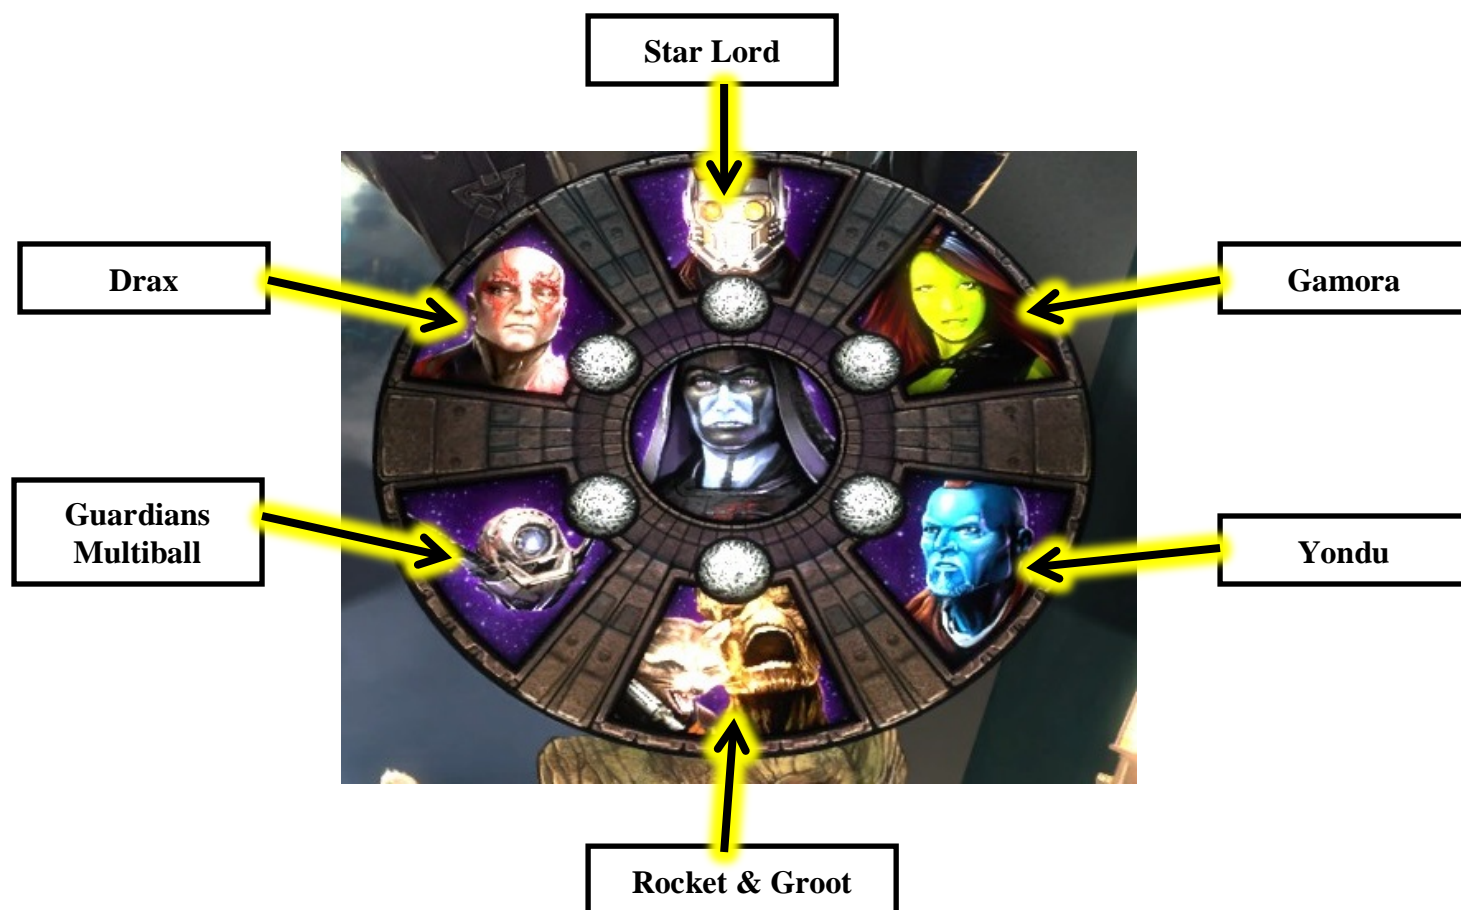 Star Lord
Drax
Gamora
Guardians
Multiball
Yondu
Rocket & Groot